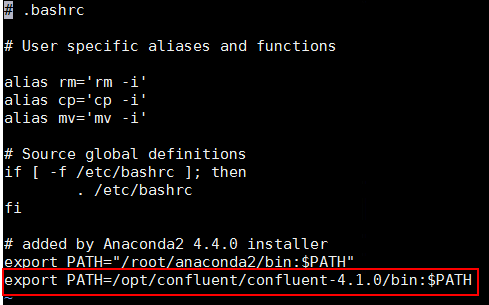 # .bashrc
# User specific aliases and functions
alias rm='rm -i'
alias cp='cp -i'
alias mv='mv -i'
# Source global definitions
if [ -f /etc/bashrc ]; then
        . /etc/bashrc
fi
# added by Anaconda2 4.4.0 installer
export PATH="/root/anaconda2/bin:$PATH"
export PATH=/opt/confluent/confluent-4.1.0/bin:$PATH
~